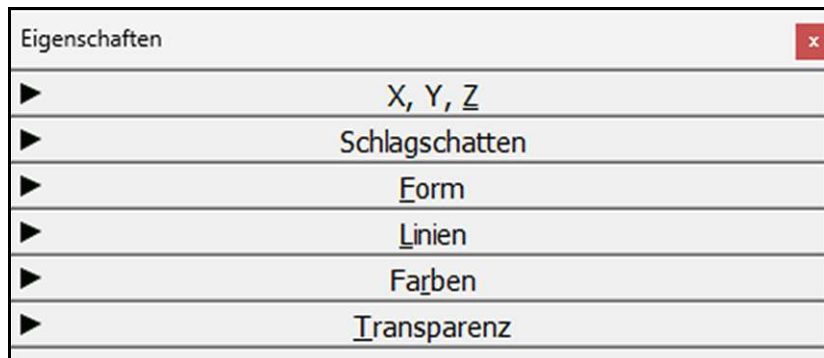 Eigenschaften x
X, Y, Z
Schlagschatten
Form
Linien
Farben
Transparenz